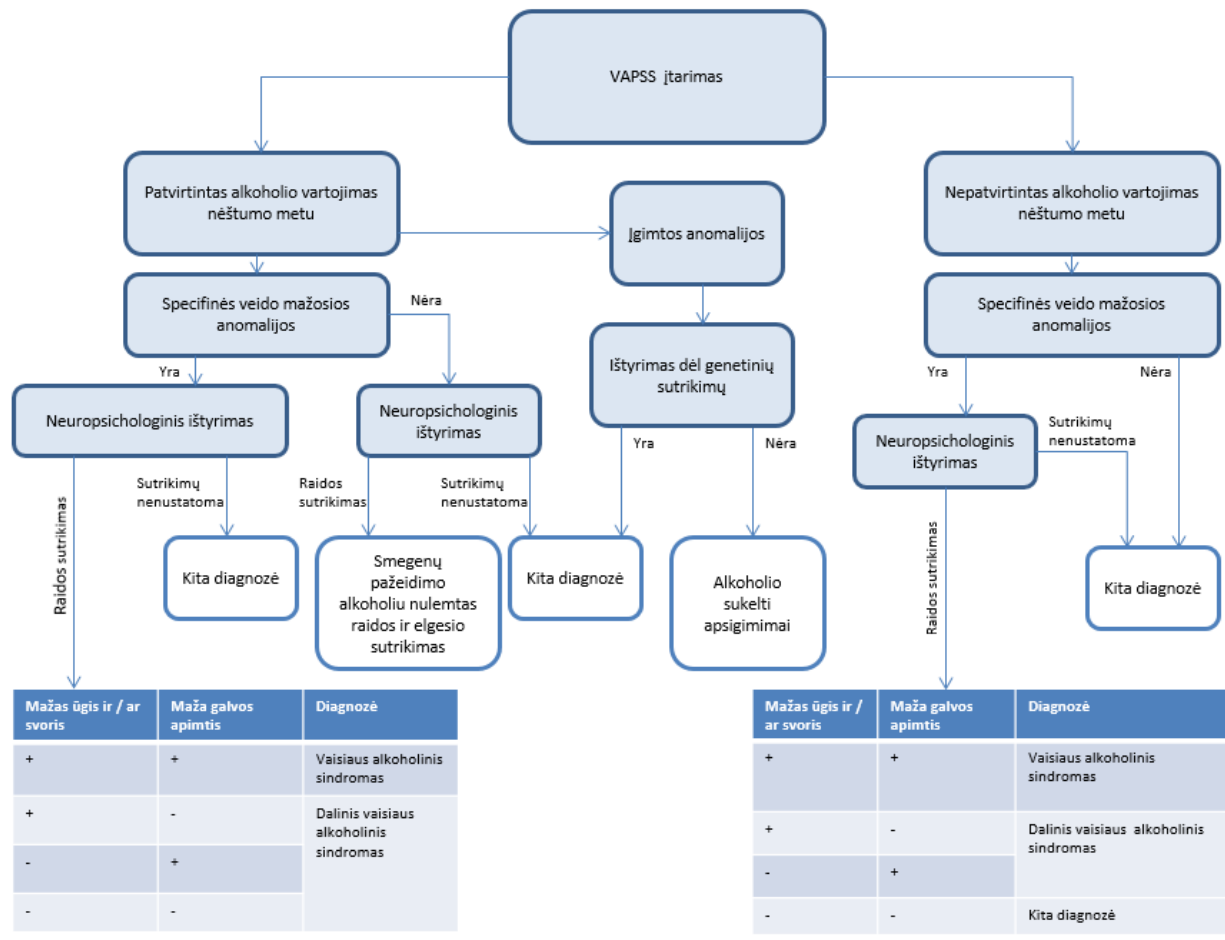 VAPSS įtarimas
Patvirtintas alkoholio vartojimas
nėštumo metu
Įgimtos anomalijos
Nepatvirtintas alkoholio vartojimas
nėštumo metu
Specifinės veido mažosios
anomalijos
Nėra
Yra
Ištyrimas dėl genetinių
sutrikimų
Specifinės veido mažosios
anomalijos
Yra
Nėra
Neuropsichologinis ištyrimas
Neuropsichologinis
ištyrimas
Yra
Nėra
Neuropsichologinis
ištyrimas
Sutrikimų
nenustatoma
Raidos sutrikimas
Sutrikimų
nenustatoma
Raidos
sutrikimas
Sutrikimų
nenustatoma
Raidos sutrikimas
Kita diagnozė
Smegenų
pažeidimo
alkoholiu nulemtas
raidos ir elgesio
sutrikimas
Kita diagnozė
Alkoholio
sukelti
apsigimimai
Kita diagnozė
Mažas ūgis ir / ar
svoris
Maža galvos
apimtis
Diagnozė
+
+
Vaisiaus alkoholinis
sindromas
+
-
Dalinis vaisiaus
alkoholinis
sindromas
-
+
-
-
Mažas ūgis ir /
ar svoris
Maža galvos
apimtis
Diagnozė
+
+
Vaisiaus alkoholinis
sindromas
+
-
Dalinis vaisiaus alkoholinis
sindromas
-
+
-
-
Kita diagnozė